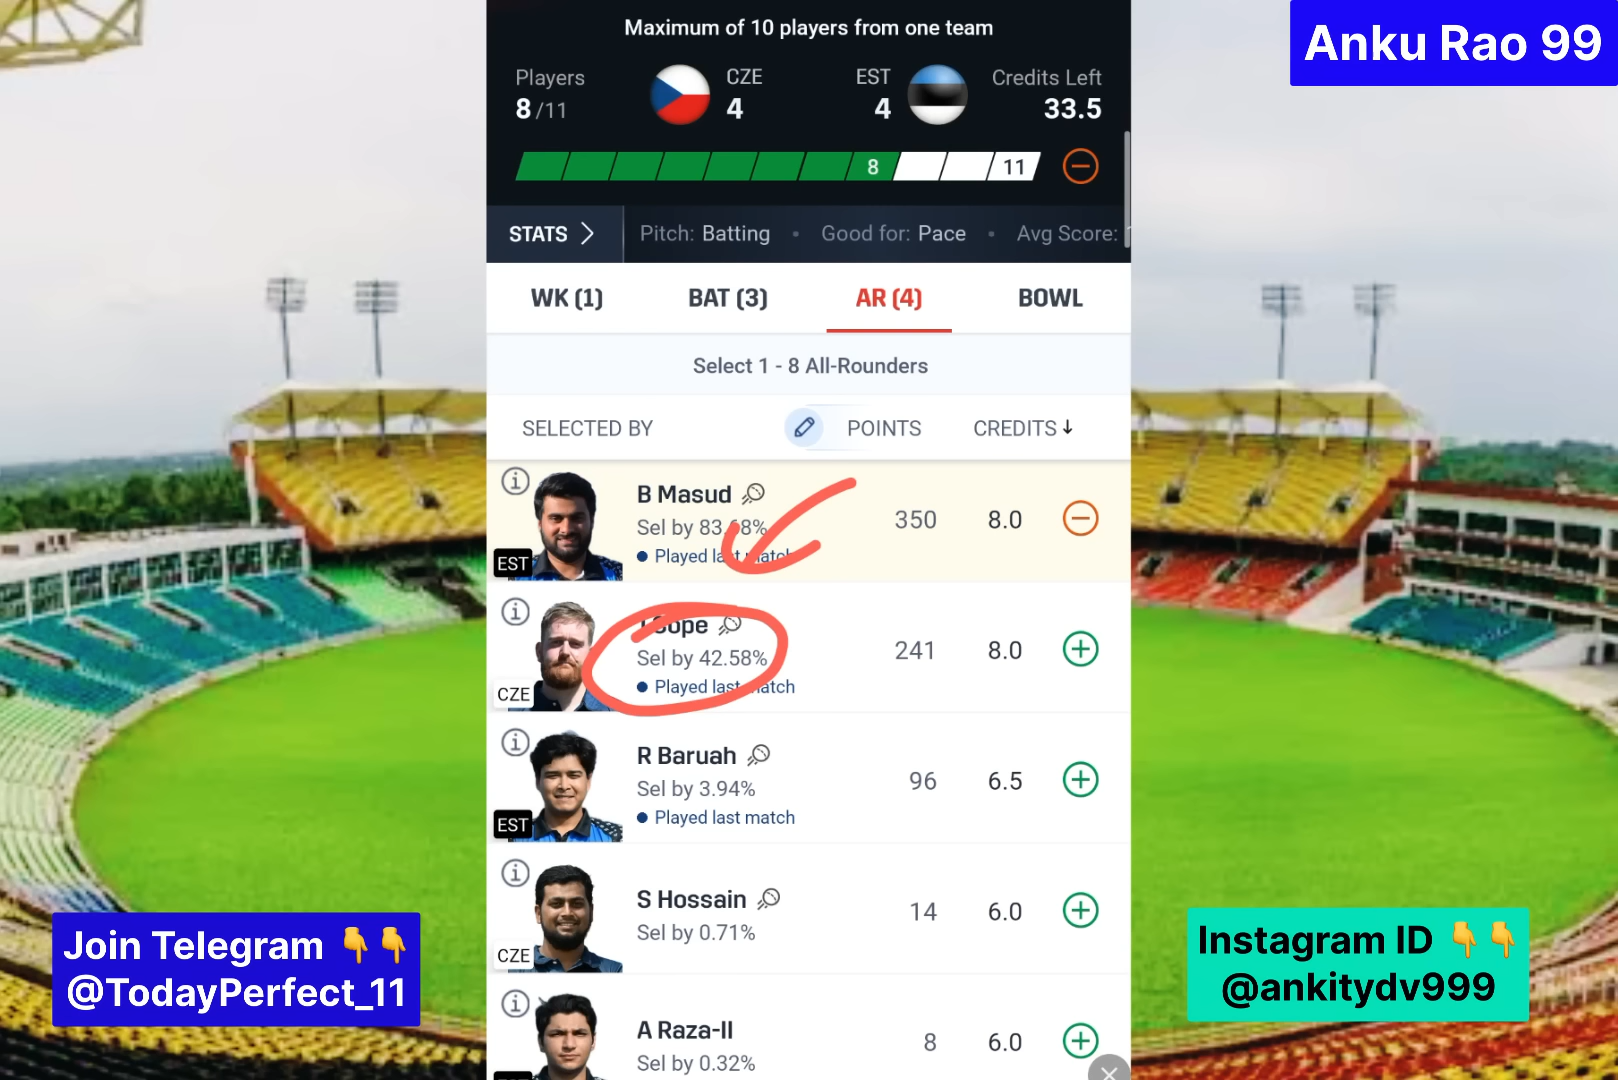 Maximum of 10 players from one team
Anku Rao 99
Players
8/11
CZE
4
EST
4
Credits Left
33.5
8
11
STATS
Pitch: Batting • Good for: Pace • Avg Score:
WK (1)
BAT (3)
AR (4)
BOWL
Select 1 - 8 All-Rounders
SELECTED BY
POINTS
CREDITS↓
B Masud
Sel by 83.68%
Played last match
350
8.0
EST
Sel by 42.58%
Played last match
241
8.0
CZE
R Baruah
Sel by 3.94%
Played last match
96
6.5
EST
S Hossain
Sel by 0.71%
14
6.0
CZE
A Raza-II
Sel by 0.32%
8
6.0
Join Telegram 👇👇
@TodayPerfect_11
Instagram ID 👇👇
@ankitydv999